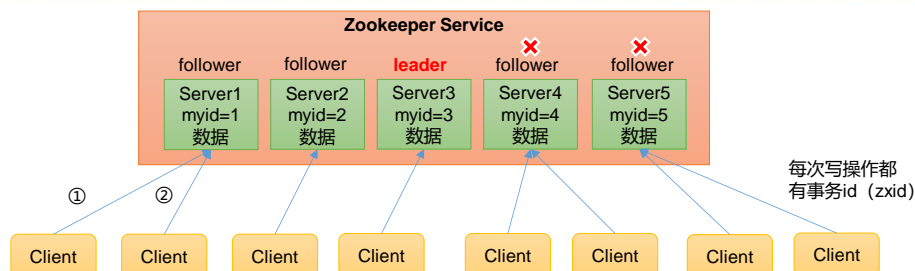 Zookeeper Service
follower follower leader follower follower
Server1 Server2 Server3 Server4 Server5
myid=1 myid=2 myid=3 myid=4 myid=5
数据 数据 数据 数据 数据
每次写操作都
有事务id（zxid）
① ②
Client Client Client Client Client Client Client Client